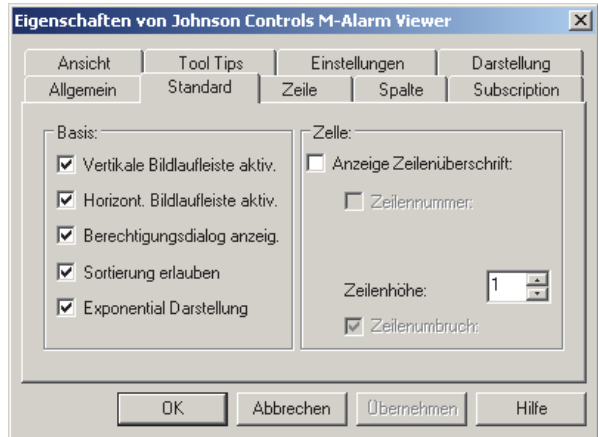 Eigenschaften von Johnson Controls M-Alarm Viewer
Ansicht Tool Tips Einstellungen Darstellung
Allgemein Standard Zeile Spalte Subscription
Basis:
Vertikale Bildlaufleiste aktiv.
Horizont. Bildlaufleiste aktiv.
Berechtigungsdialog anzeig.
Sortierung erlauben
Exponential Darstellung
Zelle:
Anzeige Zeilenüberschrift:
Zeilennummer:
Zeilenhöhe: 1
Zeilenumbruch:
OK Abbrechen Übernehmen Hilfe